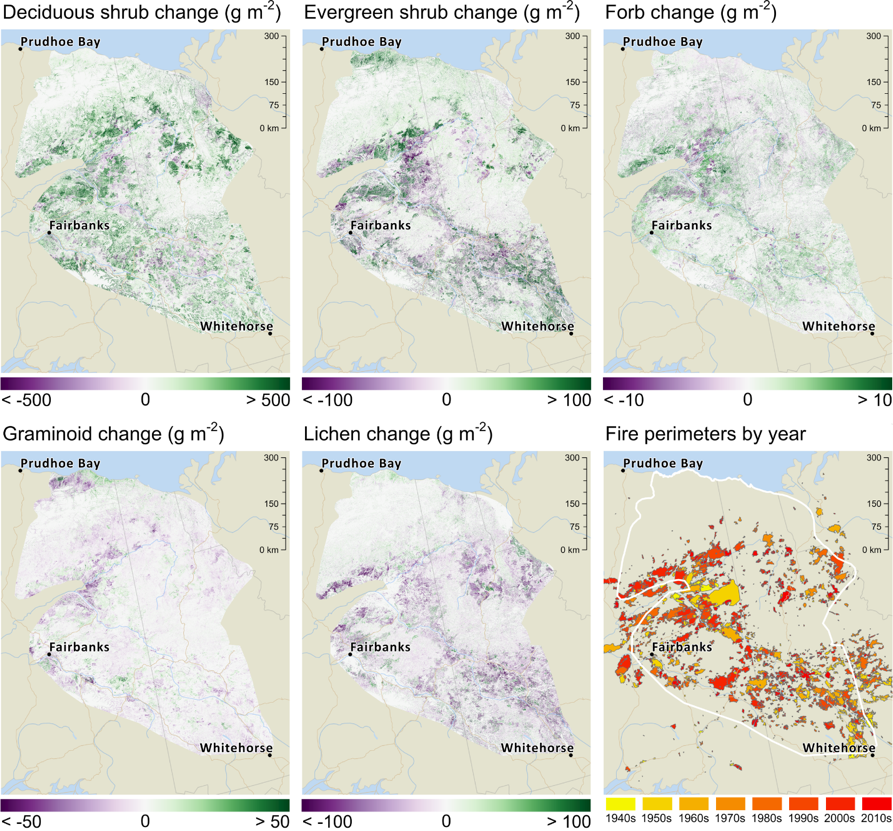 Deciduous shrub change (g m-2)
Prudhoe Bay
300
150
75
0 km
Fairbanks
Whitehorse
< -500 0 > 500
Evergreen shrub change (g m-2)
Prudhoe Bay
300
150
75
0 km
Fairbanks
Whitehorse
< -100 0 > 100
Forb change (g m-2)
Prudhoe Bay
300
150
75
0 km
Fairbanks
Whitehorse
< -10 0 > 10
Graminoid change (g m-2)
Prudhoe Bay
300
150
75
0 km
Fairbanks
Whitehorse
< -50 0 > 50
Lichen change (g m-2)
Prudhoe Bay
300
150
75
0 km
Fairbanks
Whitehorse
< -100 0 > 100
Fire perimeters by year
Prudhoe Bay
300
150
75
0 km
Fairbanks
Whitehorse
1940s 1950s 1960s 1970s 1980s 1990s 2000s 2010s